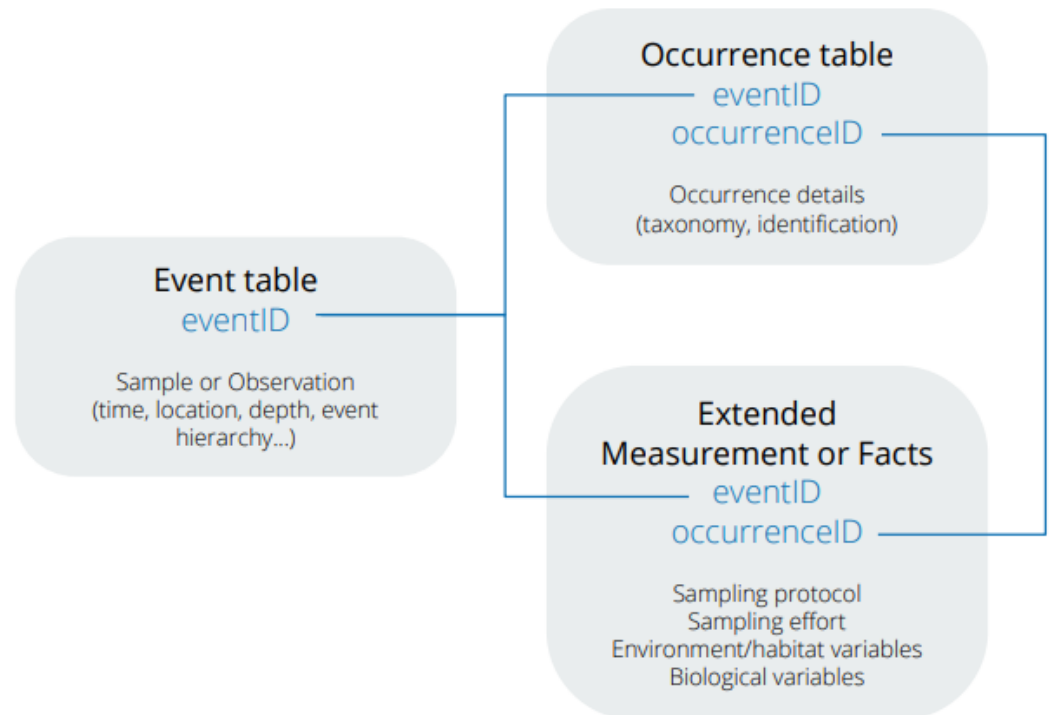 Occurrence table
eventID
occurrenceID
Occurrence details
(taxonomy, identification)
Event table
eventID
Sample or Observation
(time, location, depth, event
hierarchy...)
Extended
Measurement or Facts
eventID
occurrenceID
Sampling protocol
Sampling effort
Environment/habitat variables
Biological variables